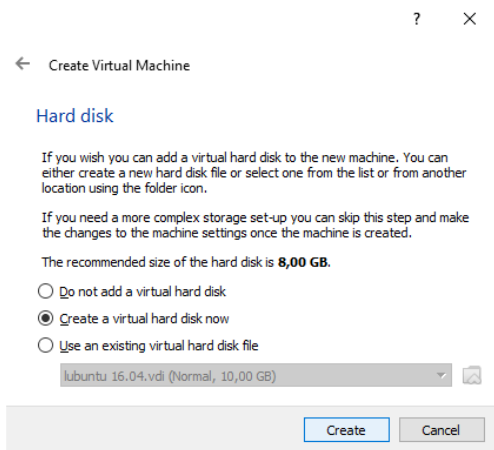 ?
Create Virtual Machine
Hard disk
If you wish you can add a virtual hard disk to the new machine. You can
either create a new hard disk file or select one from the list or from another
location using the folder icon.
If you need a more complex storage set-up you can skip this step and make
the changes to the machine settings once the machine is created.
The recommended size of the hard disk is 8,00 GB.
Do not add a virtual hard disk
Create a virtual hard disk now
Use an existing virtual hard disk file
lubuntu 16.04.vdi (Normal, 10,00 GB)
Create Cancel